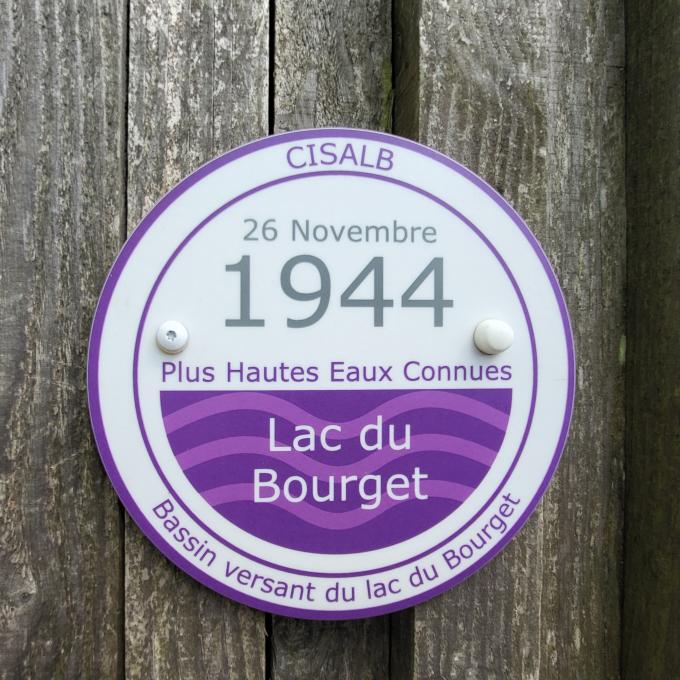 CISALB
26 Novembre
1944
Plus Hautes Eaux Connues
Lac du
Bourget
Bassin versant du lac du Bourget